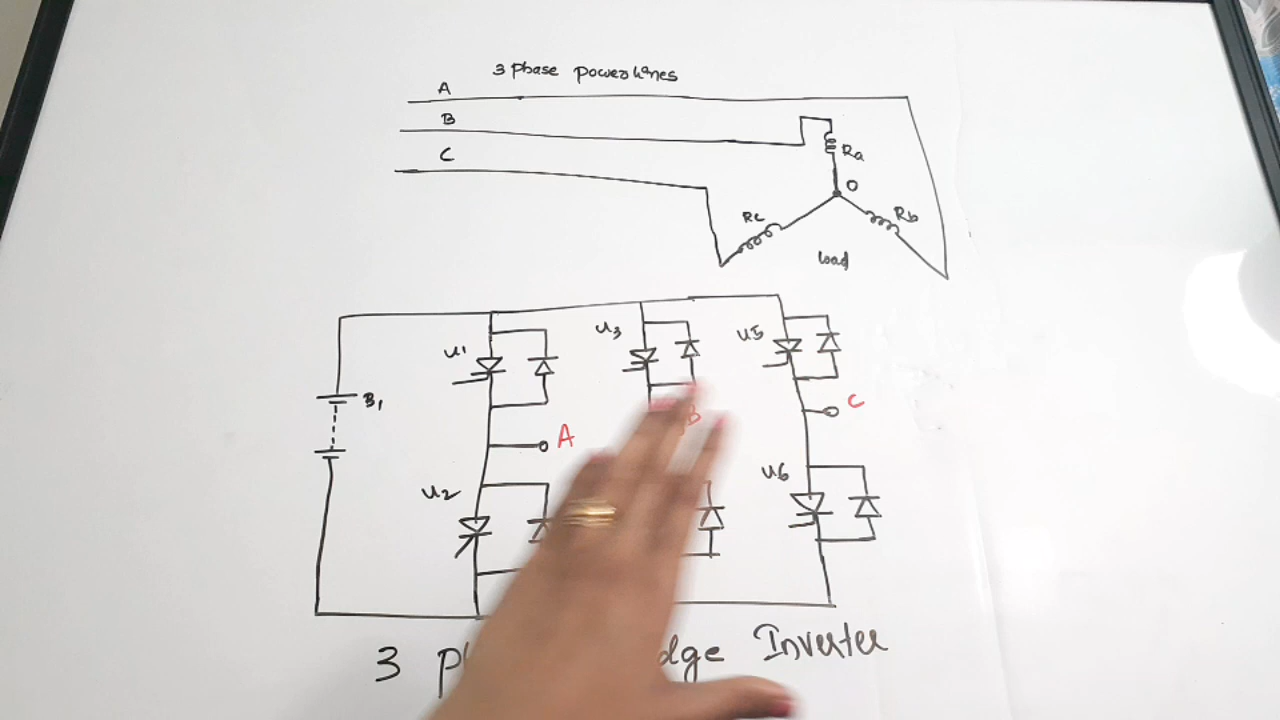 3 Phase powerlines
A
B
C
Ra
O
Rc
Rb
load
U1
U3
U5
B1
A
B
C
U2
U6
3 dge Inverter